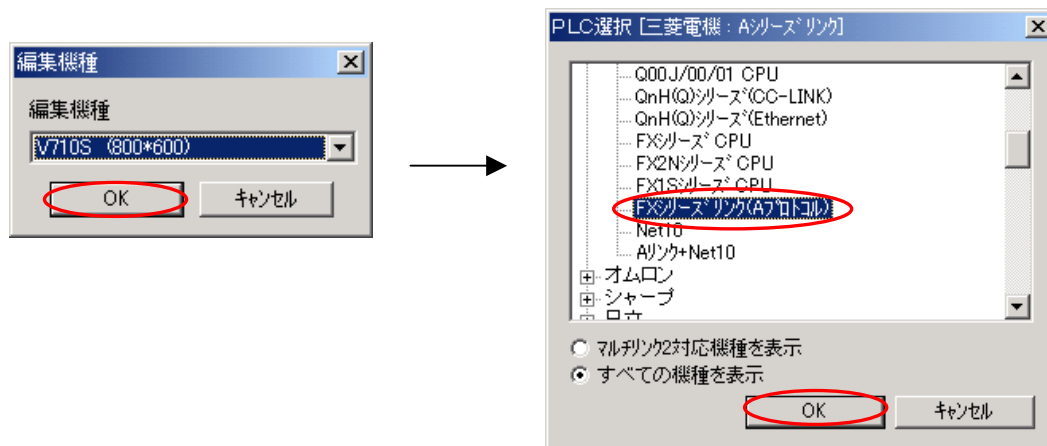 編集機種
編集機種
V710S (800*600)
OK
キャンセル
PLC選択 [三菱電機：Aｼﾘｰｽﾞﾘﾝｸ]
Q00J/00/01 CPU
QnH(Q)ｼﾘｰｽﾞ(CC-LINK)
QnH(Q)ｼﾘｰｽﾞ(Ethernet)
FXｼﾘｰｽﾞ CPU
FX2Nｼﾘｰｽﾞ CPU
FX1Sｼﾘｰｽﾞ CPU
FXｼﾘｰｽﾞﾘﾝｸ(Aﾌﾟﾛﾄｺﾙ)
Net10
Aﾘﾝｸ+Net10
オムロン
シャープ
日立
ﾏﾙﾁﾘﾝｸ2対応機種を表示
すべての機種を表示
OK
キャンセル